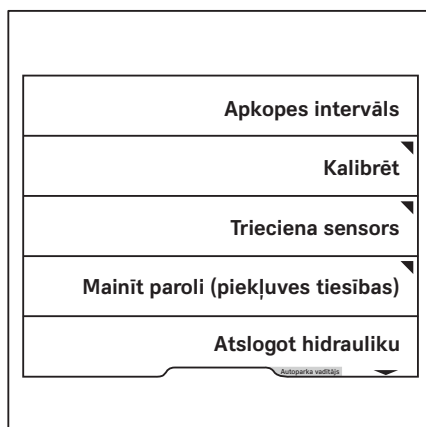 Apkopes intervāls
Kalibrēt
Trieciena sensors
Mainīt paroli (piekļuves tiesības)
Atslogot hidrauliku
Autoparka vadītājs